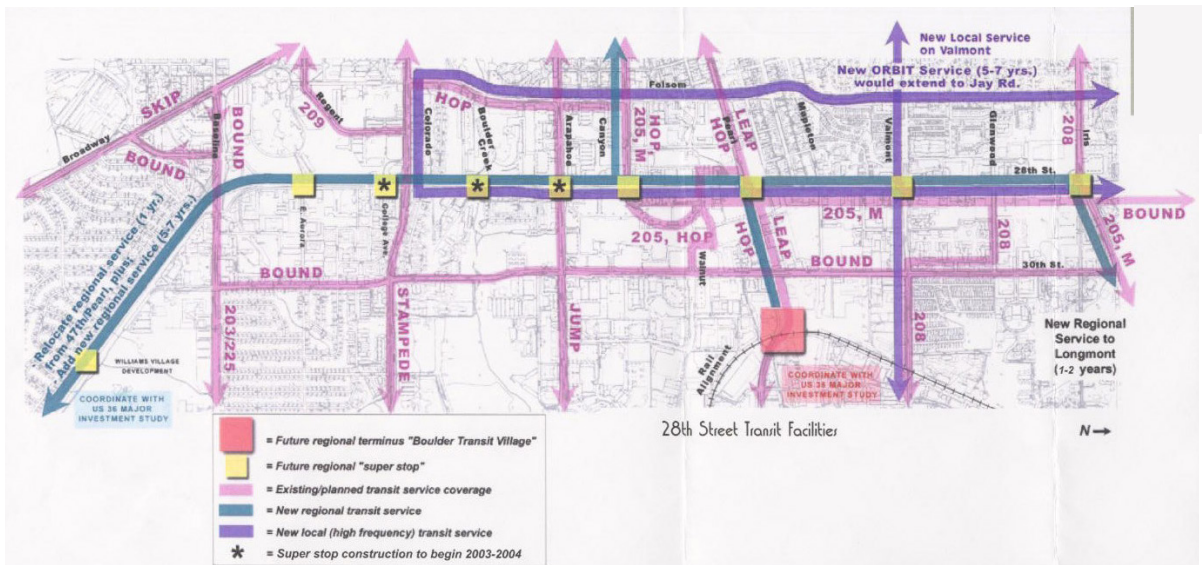 New Local Service
on Valmont
New ORBIT Service (5-7 yrs.)
would extend to Jay Rd.
SKIP
Broadway
BOUND
Baseline
BOUND
209
Regent
Colorado
HOP
Boulder
Creek
Arapahoe
Canyon
HOP,
205, M
Folsom
LEAP
Pearl
HOP
Mapleton
Valmont
Glenwood
208
Iris
28th St.
E. Aurora
*
College Ave.
*
*
205, HOP
Walnut
HOP
LEAP
205, M
208
BOUND
205, M
BOUND
BOUND
30th St.
Relocate regional service (1 yr.)
from 47th/Pearl, plus;
. Add new regional service (5-7 yrs.)
203/225
STAMPEDE
JUMP
208
Rail
Alignment
New Regional
Service to
Longmont
(1-2 years)
WILLIAMS VILLAGE
DEVELOPMENT
COORDINATE WITH
US 36 MAJOR
INVESTMENT STUDY
COORDINATE WITH
US 36 MAJOR
INVESTMENT STUDY
28th Street Transit Facilities
N
= Future regional terminus "Boulder Transit Village"
= Future regional "super stop"
= Existing/planned transit service coverage
= New regional transit service
= New local (high frequency) transit service
* = Super stop construction to begin 2003-2004